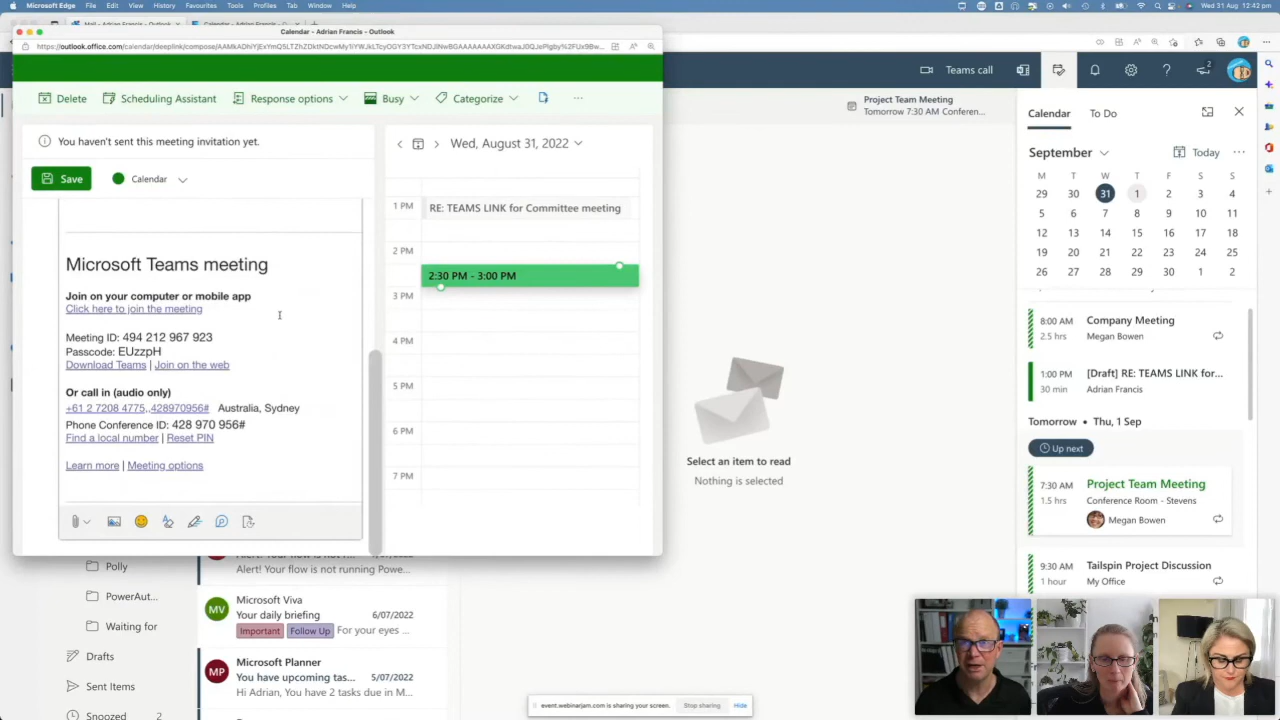 Microsoft Edge File Edit View History Favourites Tools Profiles Tab Window Help
Wed 31 Aug 12:42 pm
Calendar - Adrian Francis - Outlook
Delete Scheduling Assistant Response options Busy Categorize ...
You haven't sent this meeting invitation yet.
Save Calendar
Wed, August 31, 2022
1 PM RE: TEAMS LINK for Committee meeting
2 PM
2:30 PM - 3:00 PM
3 PM
4 PM
5 PM
6 PM
7 PM
Microsoft Teams meeting
Join on your computer or mobile app
Click here to join the meeting
Meeting ID: 494 212 967 923
Passcode: EUzzpH
Download Teams | Join on the web
Or call in (audio only)
+61 2 7208 4775,,428970956# Australia, Sydney
Phone Conference ID: 428 970 956#
Find a local number | Reset PIN
Learn more | Meeting options
Teams call
2
Project Team Meeting
Tomorrow 7:30 AM Conferen...
Calendar To Do
September Today ...
M T W T F S S
29 30 31 1 2 3 4
5 6 7 8 9 10 11
12 13 14 15 16 17 18
19 20 21 22 23 24 25
26 27 28 29 30 1 2
8:00 AM Company Meeting
2.5 hrs Megan Bowen
1:00 PM [Draft] RE: TEAMS LINK for...
30 min Adrian Francis
Tomorrow • Thu, 1 Sep
Up next
7:30 AM Project Team Meeting
1.5 hrs Conference Room - Stevens
Megan Bowen
9:30 AM Tailspin Project Discussion
1 hour My Office
Select an item to read
Nothing is selected
Polly
PowerAut...
Waiting for
Drafts
Sent Items
Snoozed 2
Alert! Your flow is not running Powe...
MV Microsoft Viva
Your daily briefing 6/07/2022
Important Follow Up For your eyes ...
MP Microsoft Planner
You have upcoming tas... 5/07/2022
Hi Adrian, You have 2 tasks due in M...
event.webinarjam.com is sharing your screen. Stop sharing Hide